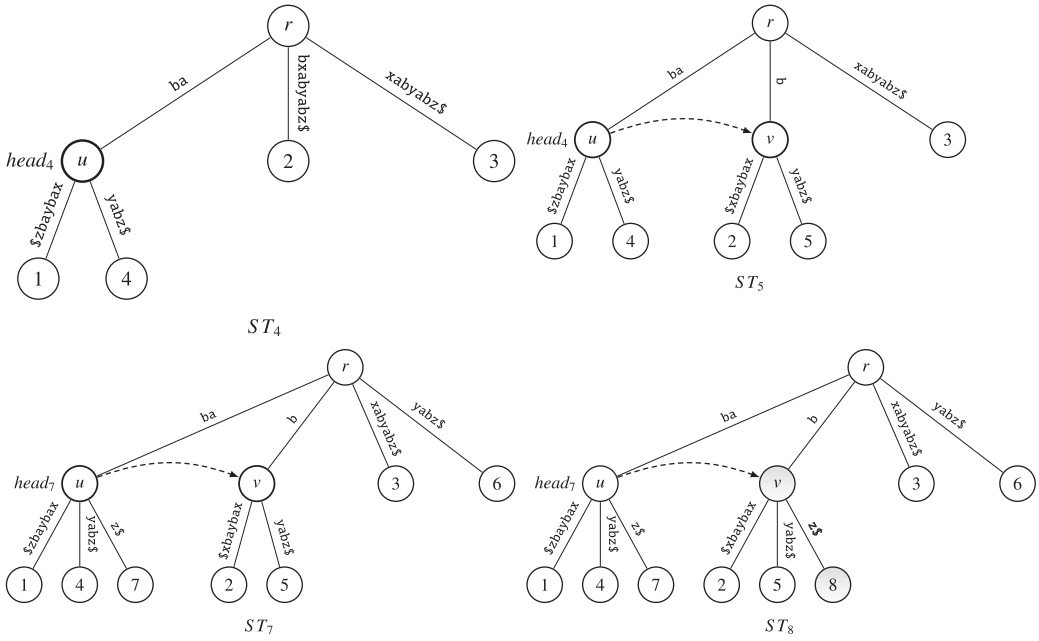 r
ba
bxabyabz$
xabyabz$
head4
u
2
3
$zbaybax
yabz$
1
4
ST4
r
ba
b
xabyabz$
head4
u
v
3
$zbaybax
yabz$
$xbaybax
yabz$
1
4
2
5
ST5
r
ba
b
xabyabz$
yabz$
head7
u
v
3
6
$zbaybax
yabz$
z$
$xbaybax
yabz$
1
4
7
2
5
ST7
r
ba
b
xabyabz$
yabz$
head7
u
v
3
6
$zbaybax
yabz$
z$
$xbaybax
yabz$
z$
1
4
7
2
5
8
ST8